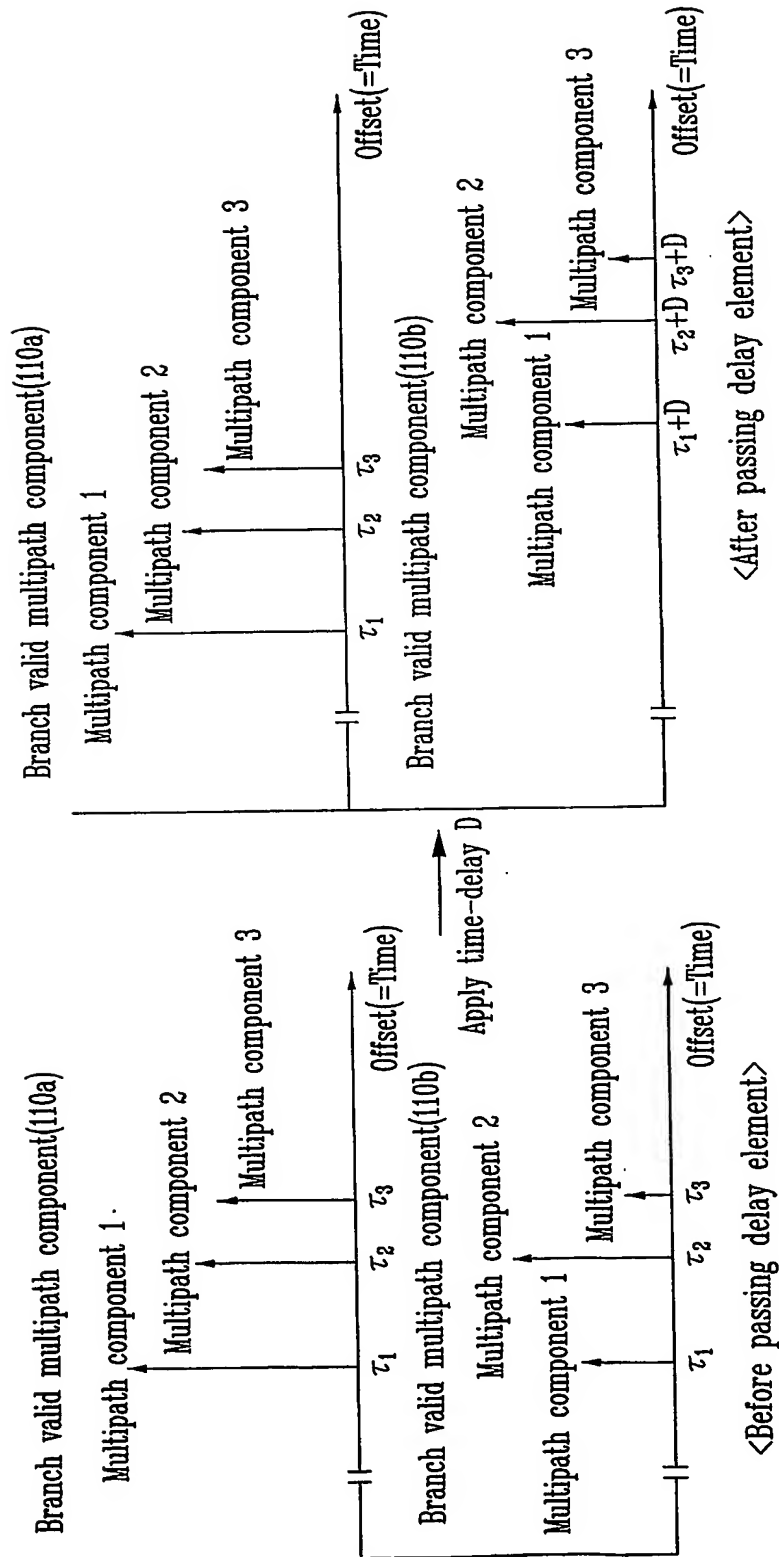 Branch valid multipath component(110a)
Multipath component 1.
Multipath component 2
Multipath component 3
τ1
τ2
τ3
Offset(=Time)
Branch valid multipath component(110b)
Multipath component 2
Multipath component 1
Multipath component 3
τ1
τ2
τ3
Offset(=Time)
<Before passing delay element>
Apply time-delay D
Branch valid multipath component(110a)
Multipath component 1
Multipath component 2
Multipath component 3
τ1
τ2
τ3
Offset(=Time)
Branch valid multipath component(110b)
Multipath component 2
Multipath component 1
Multipath component 3
τ1+D
τ2+D
τ3+D
Offset(=Time)
<After passing delay element>